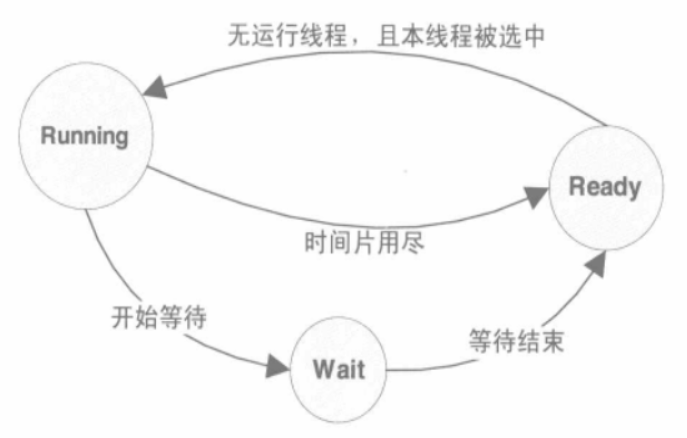 无运行线程，且本线程被选中
Running
Ready
时间片用尽
开始等待
等待结束
Wait